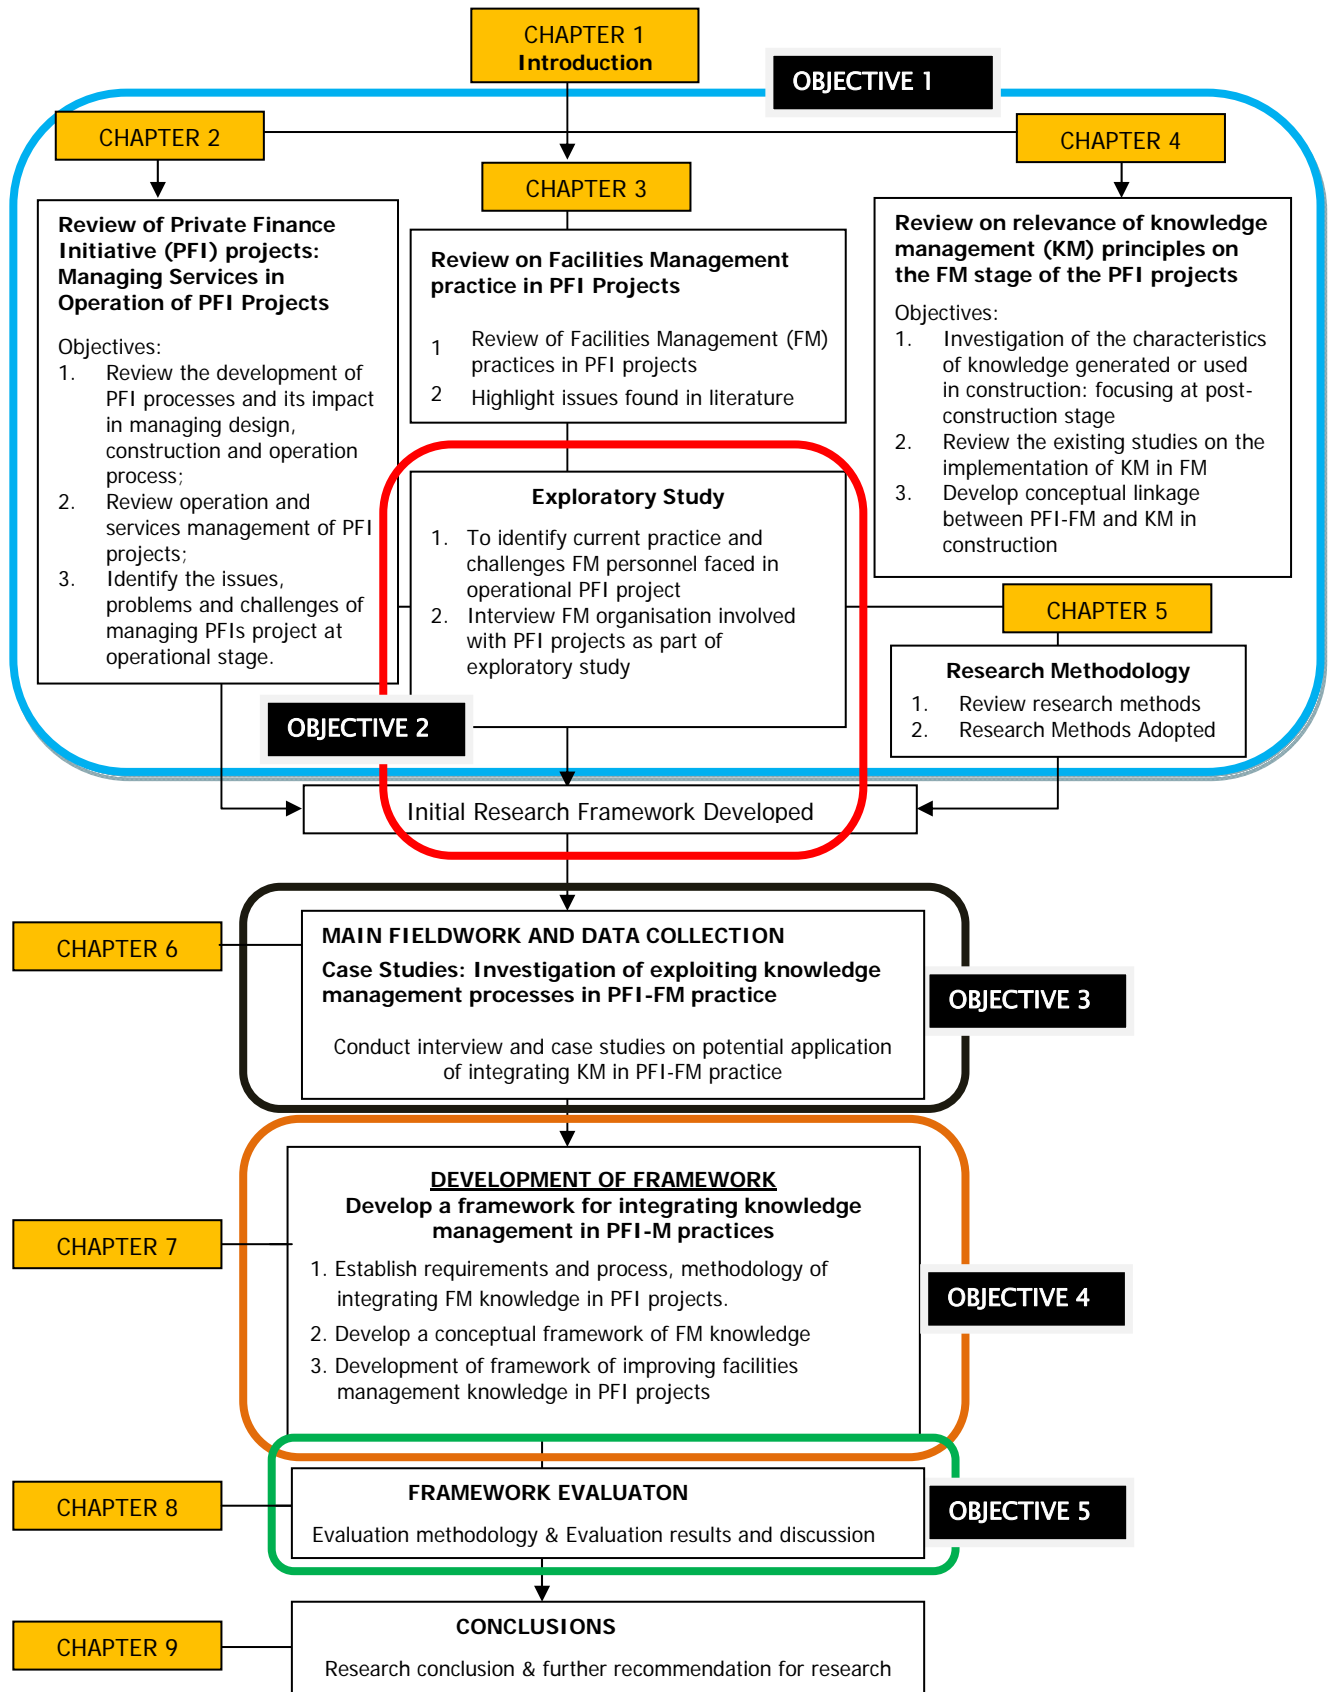 CHAPTER 1
Introduction
OBJECTIVE 1
CHAPTER 2
Review of Private Finance
Initiative (PFI) projects:
Managing Services in
Operation of PFI Projects
Objectives:
1. Review the development of
PFI processes and its impact
in managing design,
construction and operation
process;
2. Review operation and
services management of PFI
projects;
3. Identify the issues,
problems and challenges of
managing PFIs project at
operational stage.
CHAPTER 3
Review on Facilities Management
practice in PFI Projects
1 Review of Facilities Management (FM)
practices in PFI projects
2 Highlight issues found in literature
Exploratory Study
1. To identify current practice and
challenges FM personnel faced in
operational PFI project
2. Interview FM organisation involved
with PFI projects as part of
exploratory study
OBJECTIVE 2
CHAPTER 4
Review on relevance of knowledge
management (KM) principles on
the FM stage of the PFI projects
Objectives:
1. Investigation of the characteristics
of knowledge generated or used
in construction: focusing at post-
construction stage
2. Review the existing studies on the
implementation of KM in FM
3. Develop conceptual linkage
between PFI-FM and KM in
construction
CHAPTER 5
Research Methodology
1. Review research methods
2. Research Methods Adopted
Initial Research Framework Developed
CHAPTER 6
MAIN FIELDWORK AND DATA COLLECTION
Case Studies: Investigation of exploiting knowledge
management processes in PFI-FM practice
Conduct interview and case studies on potential application
of integrating KM in PFI-FM practice
OBJECTIVE 3
CHAPTER 7
DEVELOPMENT OF FRAMEWORK
Develop a framework for integrating knowledge
management in PFI-M practices
1. Establish requirements and process, methodology of
integrating FM knowledge in PFI projects.
2. Develop a conceptual framework of FM knowledge
3. Development of framework of improving facilities
management knowledge in PFI projects
OBJECTIVE 4
CHAPTER 8
FRAMEWORK EVALUATON
Evaluation methodology & Evaluation results and discussion
OBJECTIVE 5
CHAPTER 9
CONCLUSIONS
Research conclusion & further recommendation for research